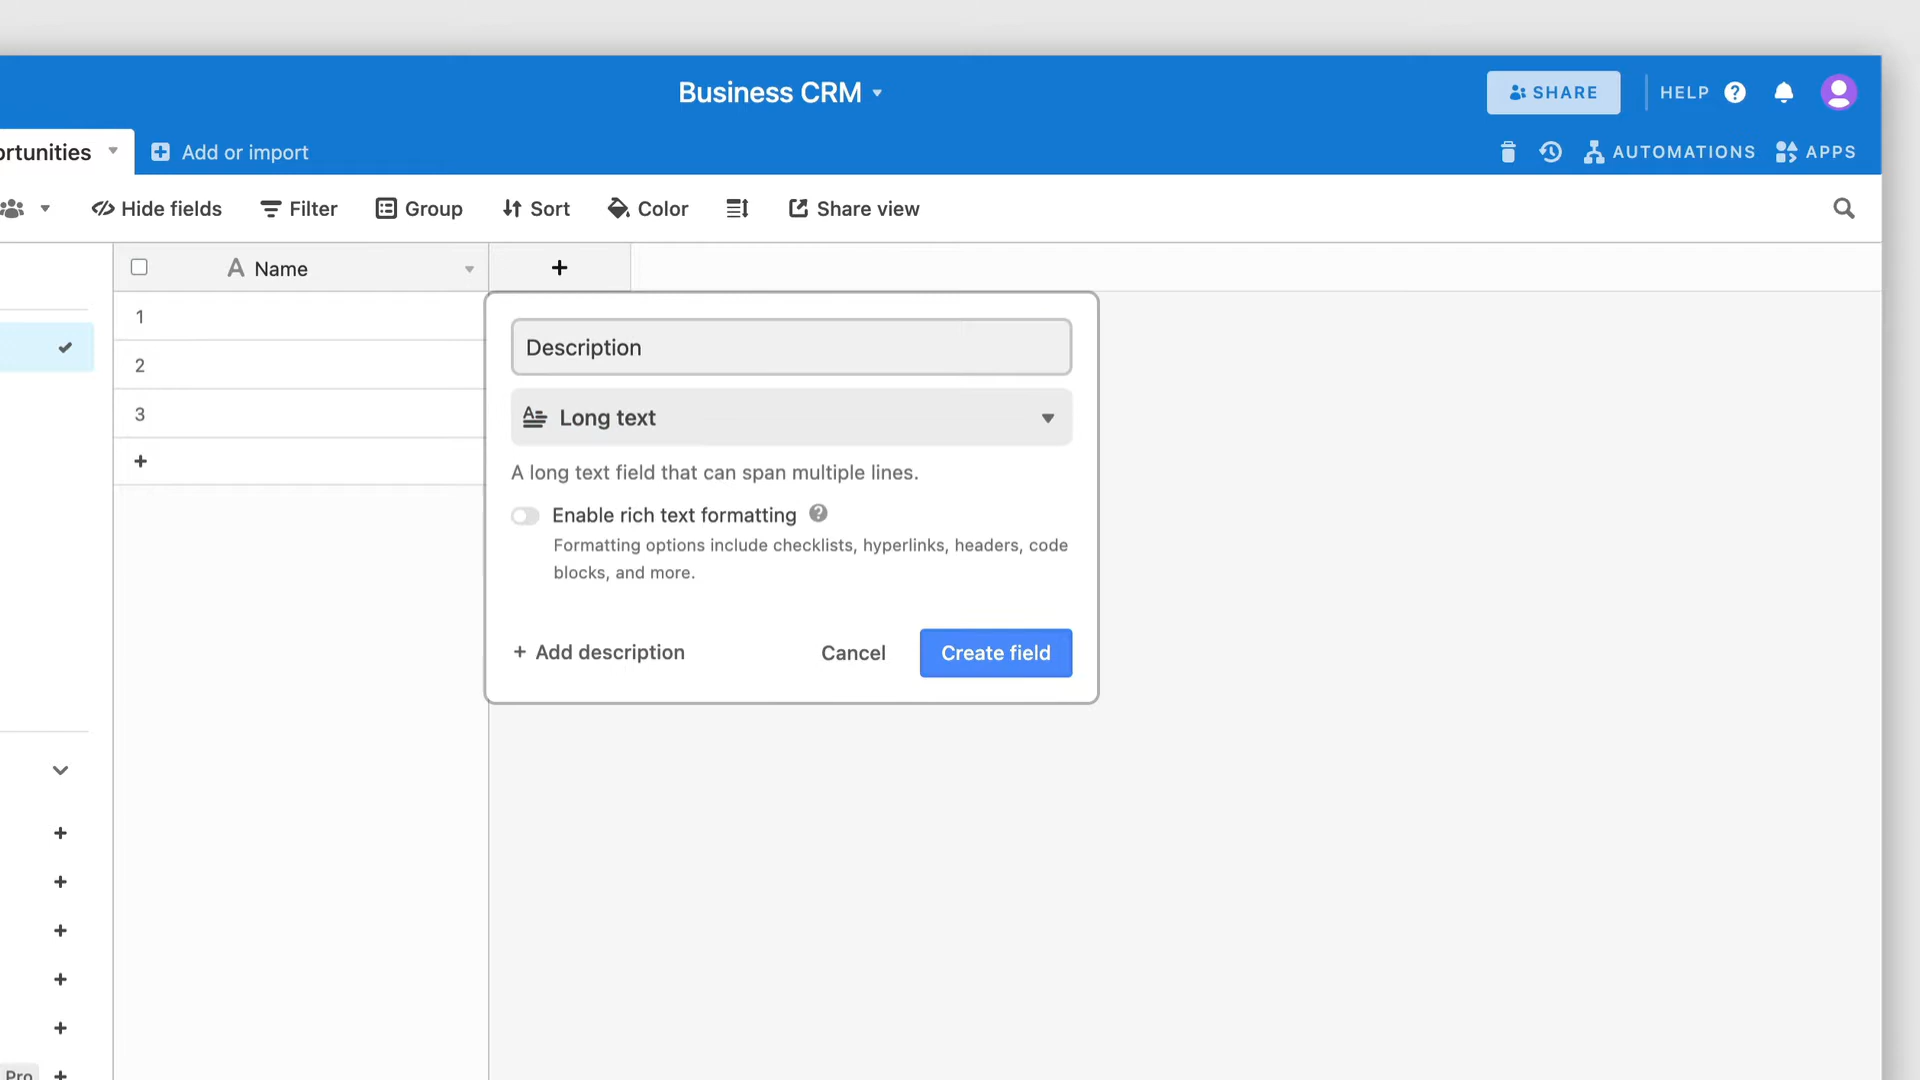 Business CRM
SHARE
HELP
ortunities
Add or import
AUTOMATIONS
APPS
Hide fields
Filter
Group
Sort
Color
Share view
A Name
+
1
2
3
+
Description
Long text
A long text field that can span multiple lines.
Enable rich text formatting ?
Formatting options include checklists, hyperlinks, headers, code
blocks, and more.
+ Add description
Cancel
Create field
+
+
+
+
+
Pro +